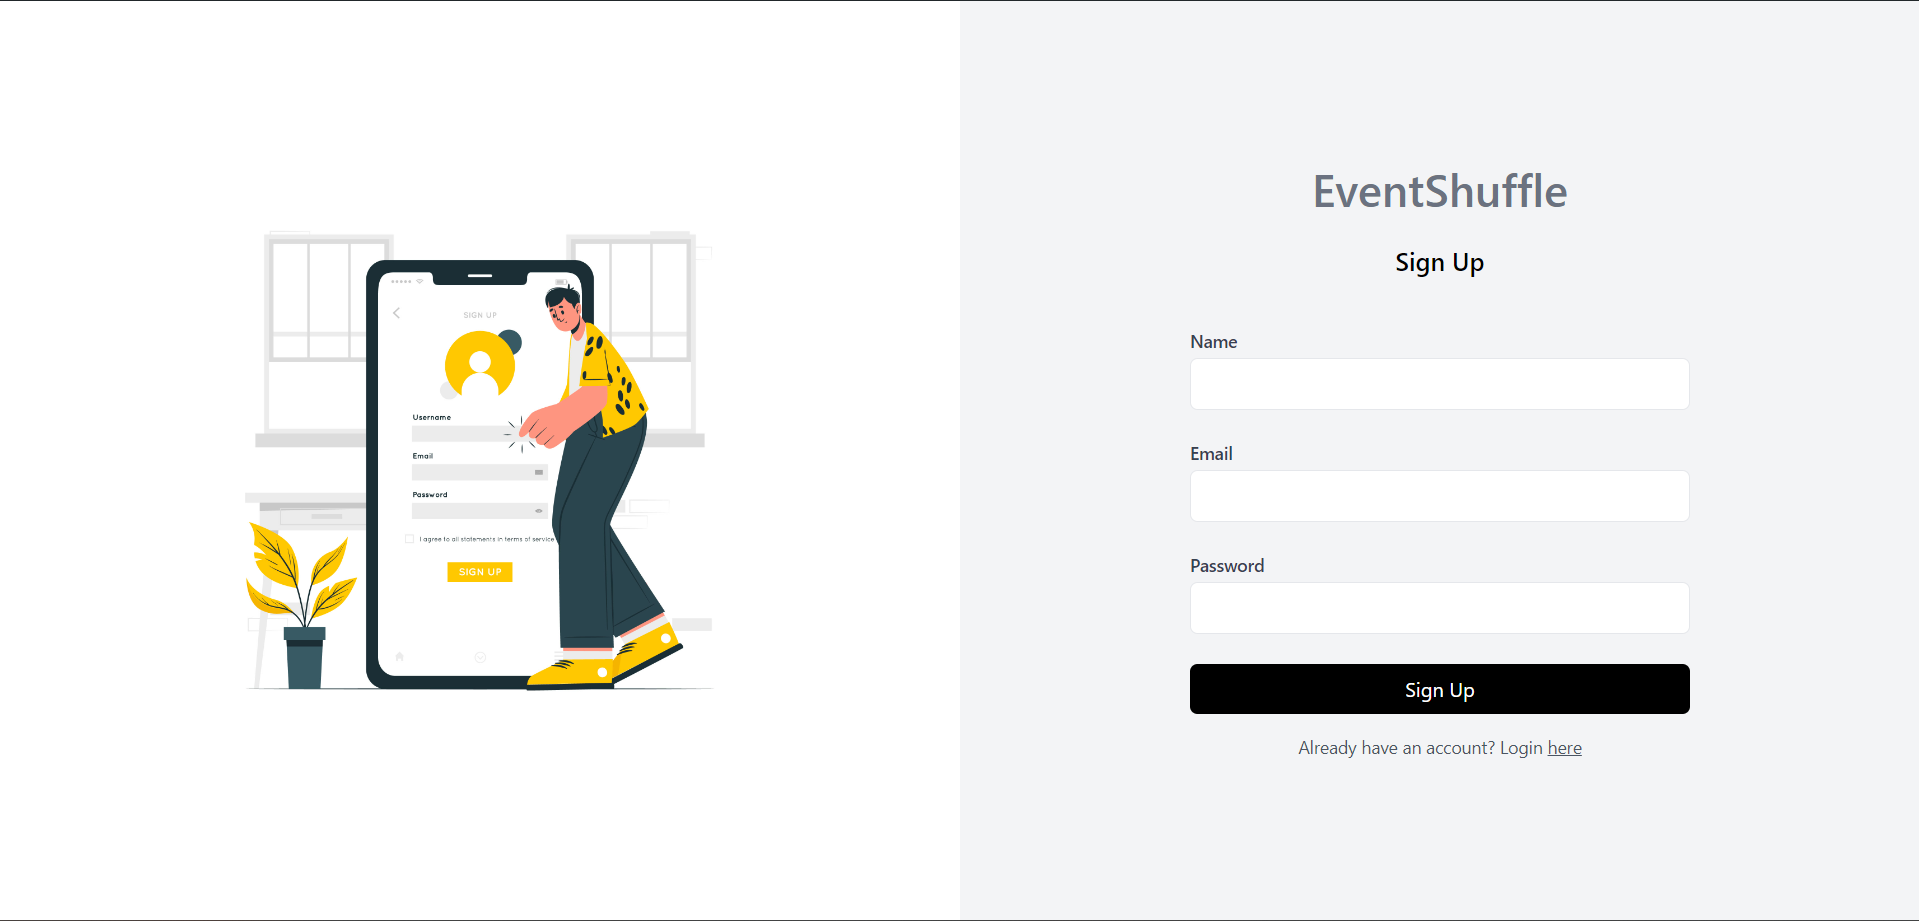 SIGN UP
Username
Email
Password
I agree to all statements in terms of service
SIGN UP
EventShuffle
Sign Up
Name
Email
Password
Sign Up
Already have an account? Login here